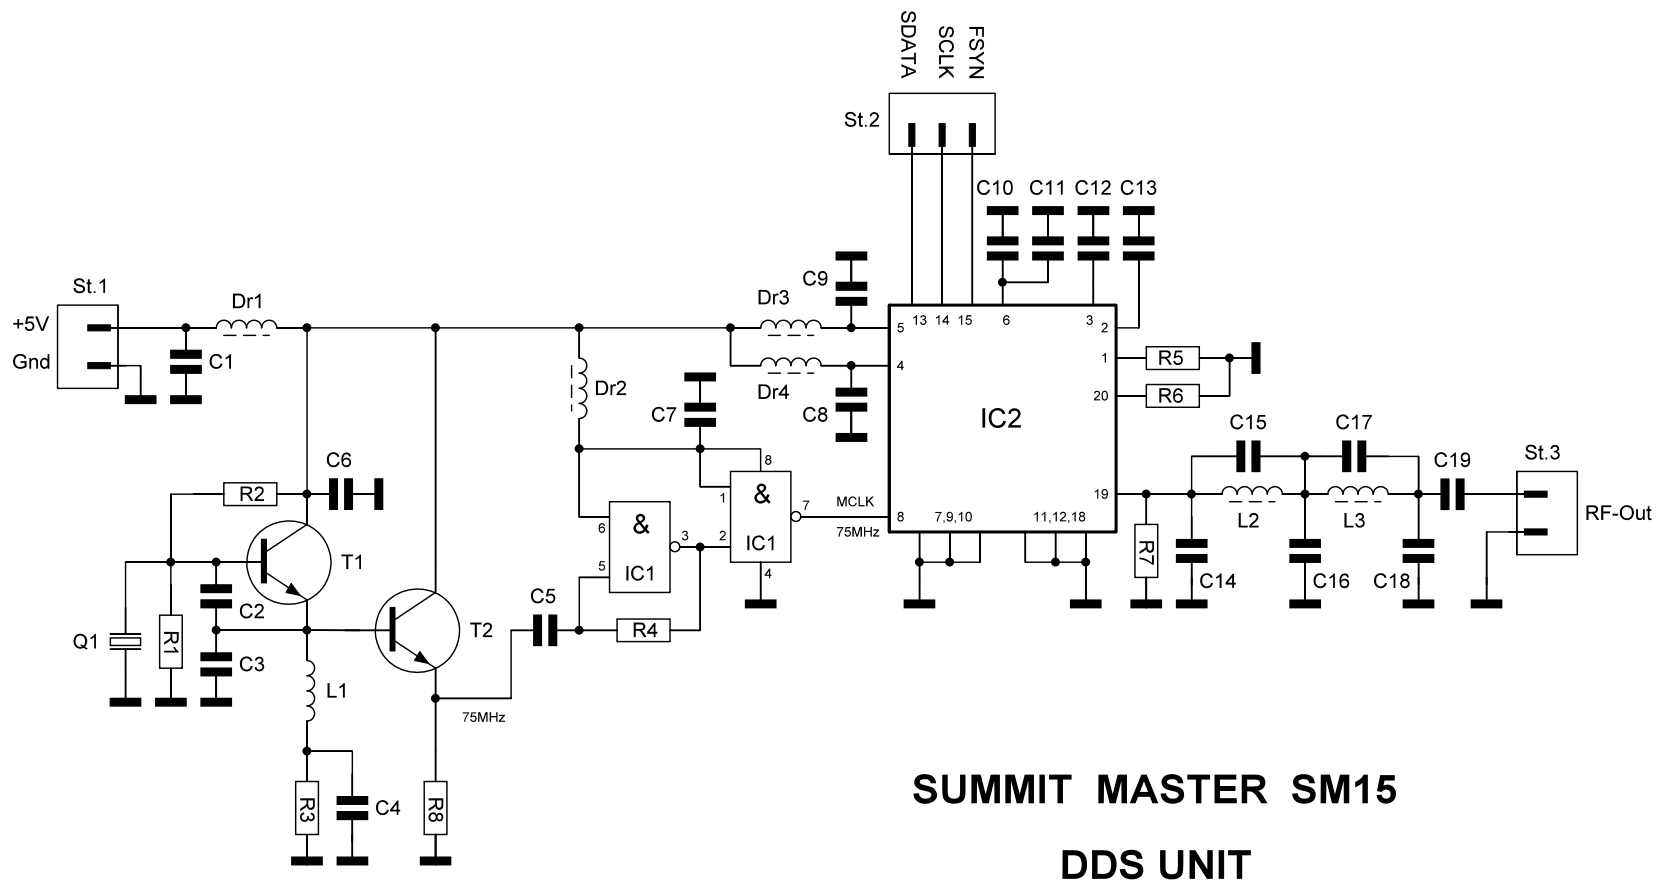 SDATA
SCLK
FSYN
St.2
C10 C11 C12 C13
St.1
Dr1
+5V
Gnd
C1
C9
Dr3
Dr4
C8
13 14 15 6 3
5
4
2
1
20
19
8
7,9,10
11,12,18
IC2
R5
R6
Dr2
C7
8
1
&
7
2
IC1
4
6
&
3
5
IC1
MCLK
75MHz
C15
C17
C19
St.3
L2
L3
RF-Out
R7
C14
C16
C18
C6
R2
T1
C2
C3
Q1
R1
L1
T2
C5
R4
75MHz
R3
C4
R8
SUMMIT MASTER SM15
DDS UNIT